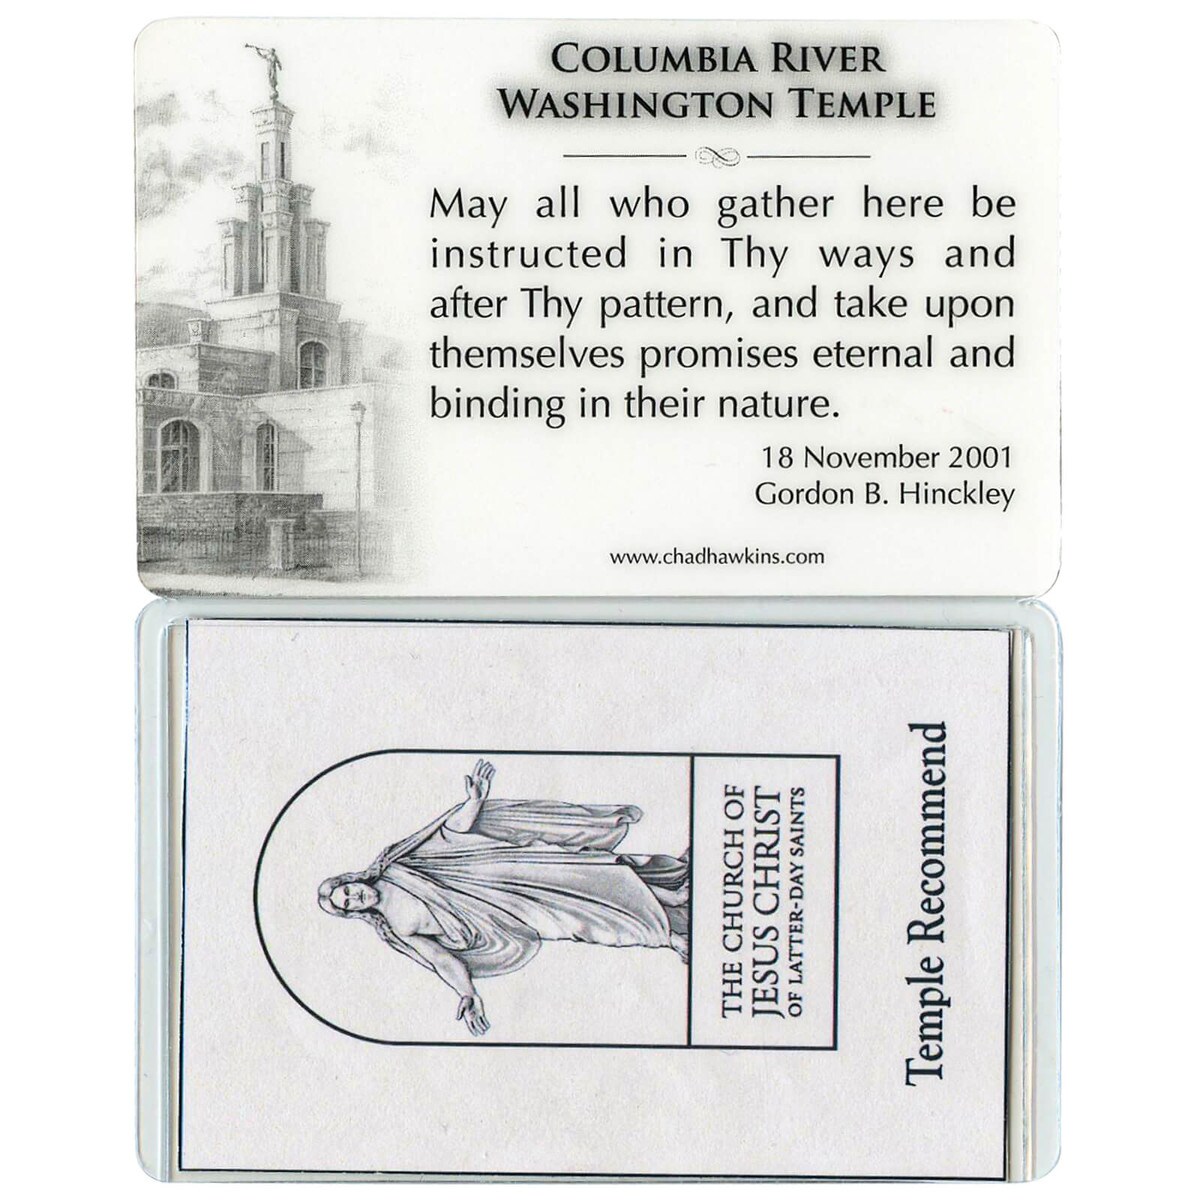 COLUMBIA RIVER
WASHINGTON TEMPLE
May all who gather here be
instructed in Thy ways and
after Thy pattern, and take upon
themselves promises eternal and
binding in their nature.
18 November 2001
Gordon B. Hinckley
www.chadhawkins.com
THE CHURCH OF
JESUS CHRIST
OF LATTER-DAY SAINTS
Temple Recommend